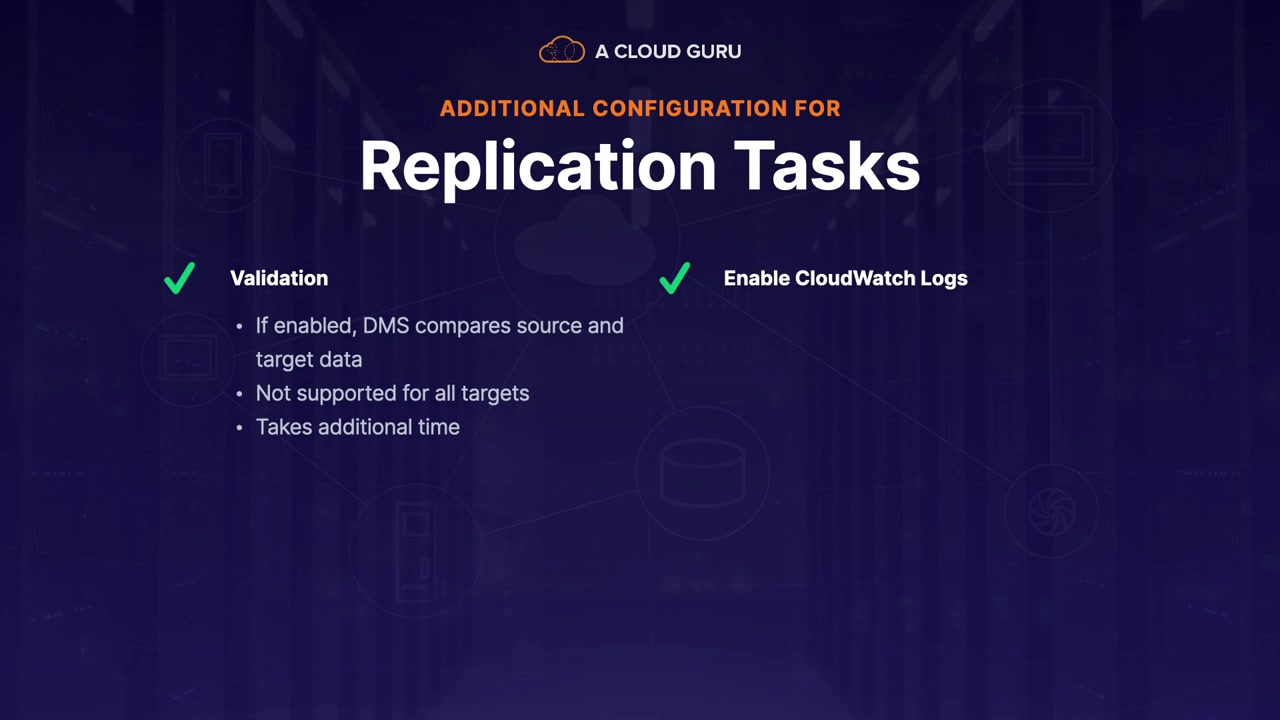 A CLOUD GURU
ADDITIONAL CONFIGURATION FOR
Replication Tasks
Validation
• If enabled, DMS compares source and
target data
• Not supported for all targets
• Takes additional time
Enable CloudWatch Logs